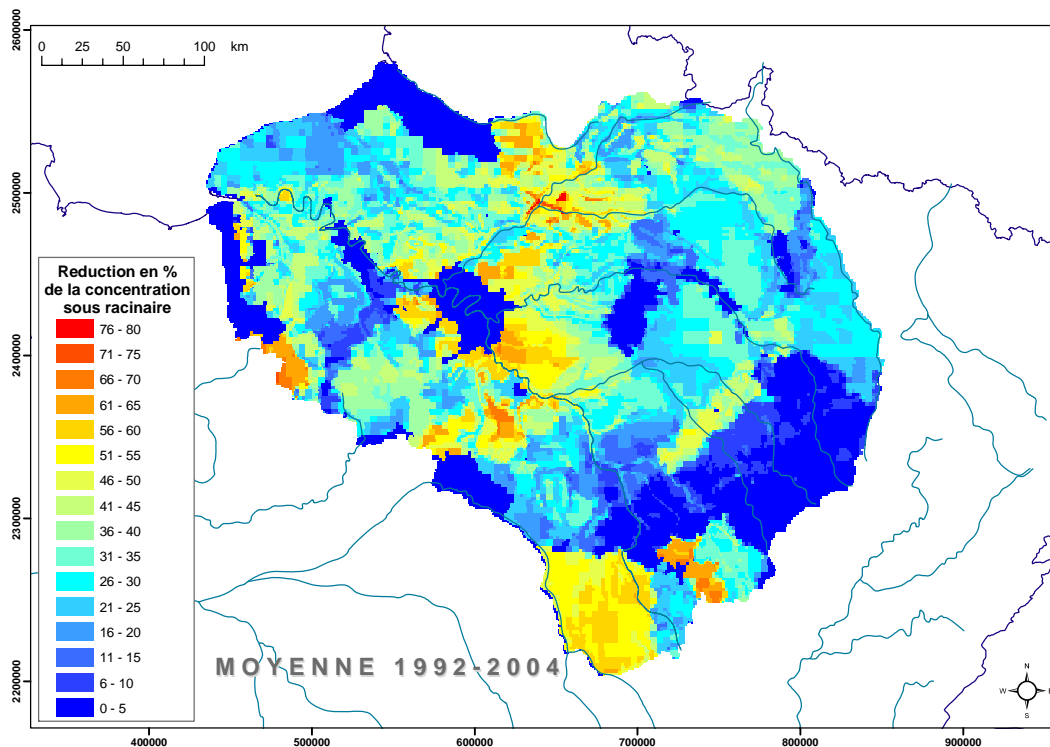 2600000
2500000
2400000
2300000
2200000
0 25 50 100 km
Reduction en %
de la concentration
sous racinaire
76 - 80
71 - 75
66 - 70
61 - 65
56 - 60
51 - 55
46 - 50
41 - 45
36 - 40
31 - 35
26 - 30
21 - 25
16 - 20
11 - 15
6 - 10
0 - 5
MOYENNE 1992-2004
N
W E
S
400000 500000 600000 700000 800000 900000